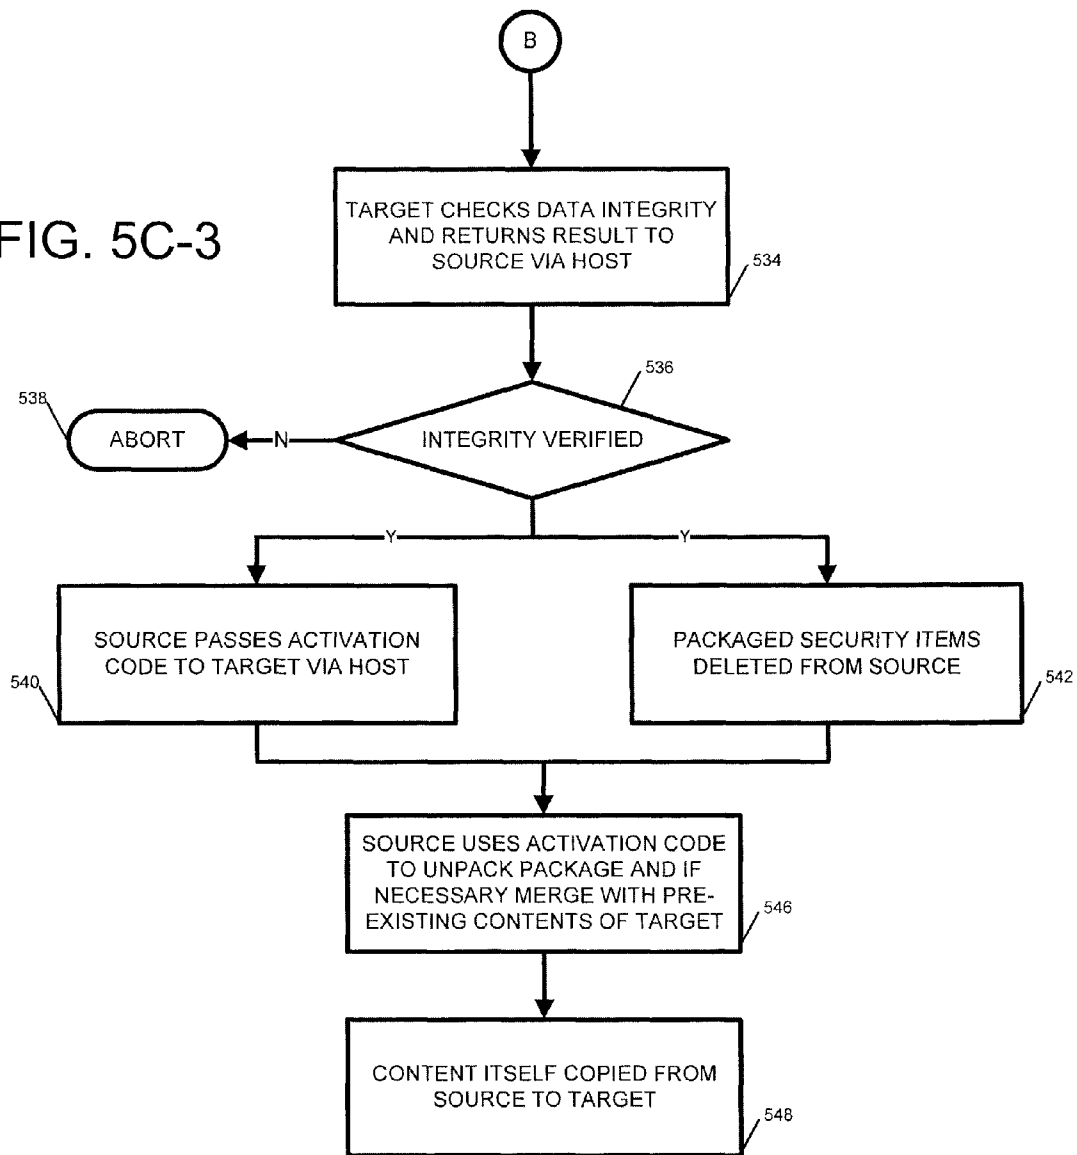 B
TARGET CHECKS DATA INTEGRITY
AND RETURNS RESULT TO
SOURCE VIA HOST
FIG. 5C-3
534
536
538
ABORT
N
INTEGRITY VERIFIED
Y
Y
SOURCE PASSES ACTIVATION
CODE TO TARGET VIA HOST
540
PACKAGED SECURITY ITEMS
DELETED FROM SOURCE
542
SOURCE USES ACTIVATION CODE
TO UNPACK PACKAGE AND IF
NECESSARY MERGE WITH PRE-
EXISTING CONTENTS OF TARGET
546
CONTENT ITSELF COPIED FROM
SOURCE TO TARGET
548